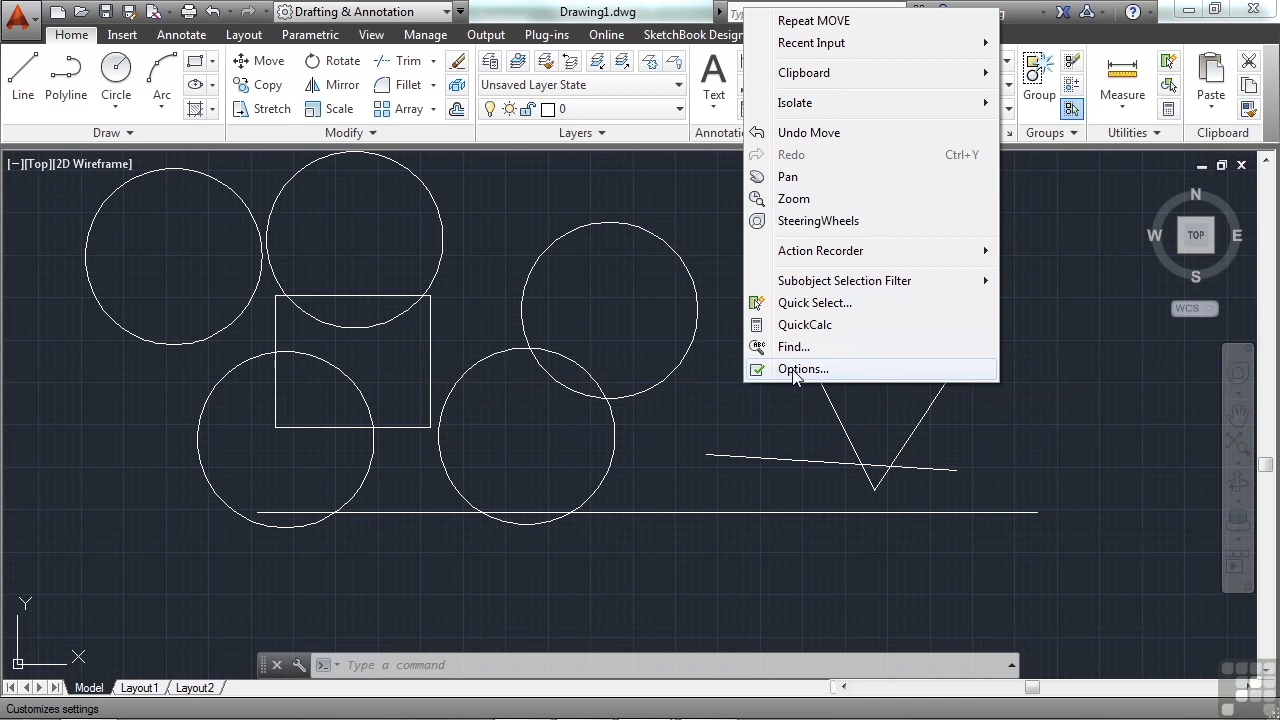 Drafting & Annotation
Drawing1.dwg
Home Insert Annotate Layout Parametric View Manage Output Plug-ins Online SketchBook Design
Line
Polyline
Circle
Arc
Draw
Move
Copy
Stretch
Rotate
Mirror
Scale
Trim
Fillet
Array
Modify
Unsaved Layer State
0
Layers
Text
Group
Groups
Measure
Utilities
Paste
Clipboard
Repeat MOVE
Recent Input
Clipboard
Isolate
Undo Move
Redo Ctrl+Y
Pan
Zoom
SteeringWheels
Action Recorder
Subobject Selection Filter
Quick Select...
QuickCalc
ABC
Find...
Options...
[−][Top][2D Wireframe]
N
W TOP E
S
WCS
Y
X
Type a command
Model Layout1 Layout2
Customizes settings